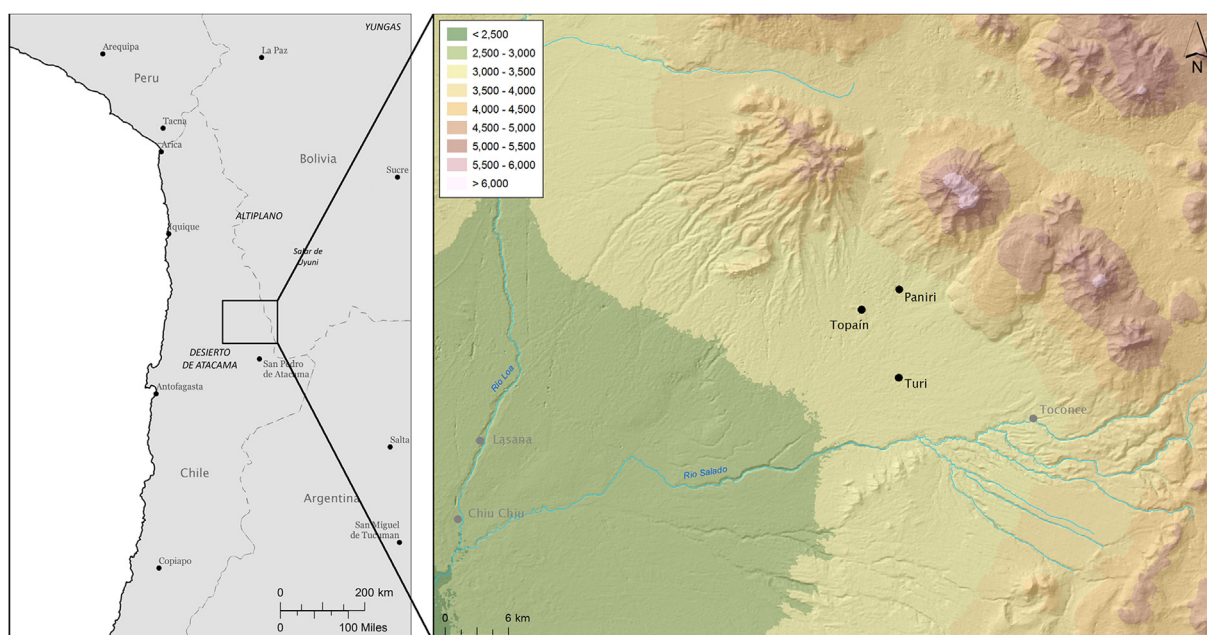 YUNGAS
Arequipa
La Paz
Peru
Tacna
Arica
Bolivia
Sucre
ALTIPLANO
Iquique
Salar de
Uyuni
DESIERTO
DE ATACAMA
San Pedro
de Atacama
Antofagasta
Salta
Chile
Argentina
San Miguel
de Tucuman
Copiapo
0 200 km
0 100 Miles
< 2,500
2,500 - 3,000
3,000 - 3,500
3,500 - 4,000
4,000 - 4,500
4,500 - 5,000
5,000 - 5,500
5,500 - 6,000
> 6,000
N
Paniri
Topaín
Turi
Río Loa
Toconce
Lasana
Río Salado
Chiu Chiu
0 6 km